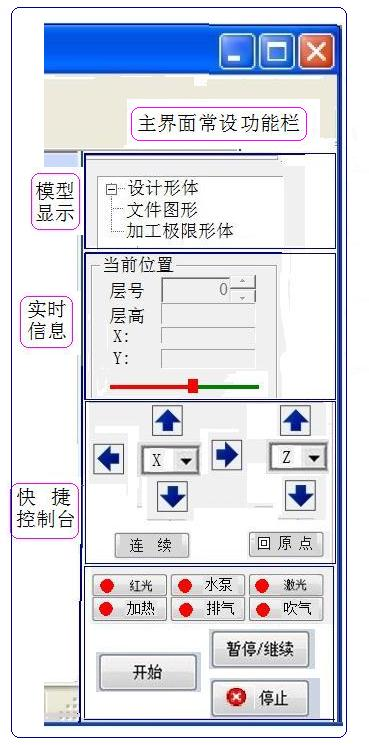 主界面常设功能栏
模型
显示
设计形体
文件图形
加工极限形体
当前位置
实时
信息
层号 0
层高
X:
Y:
快 捷
控制台
X
Z
连 续
回原点
红光 水泵 激光
加热 排气 吹气
暂停/继续
开始
停止